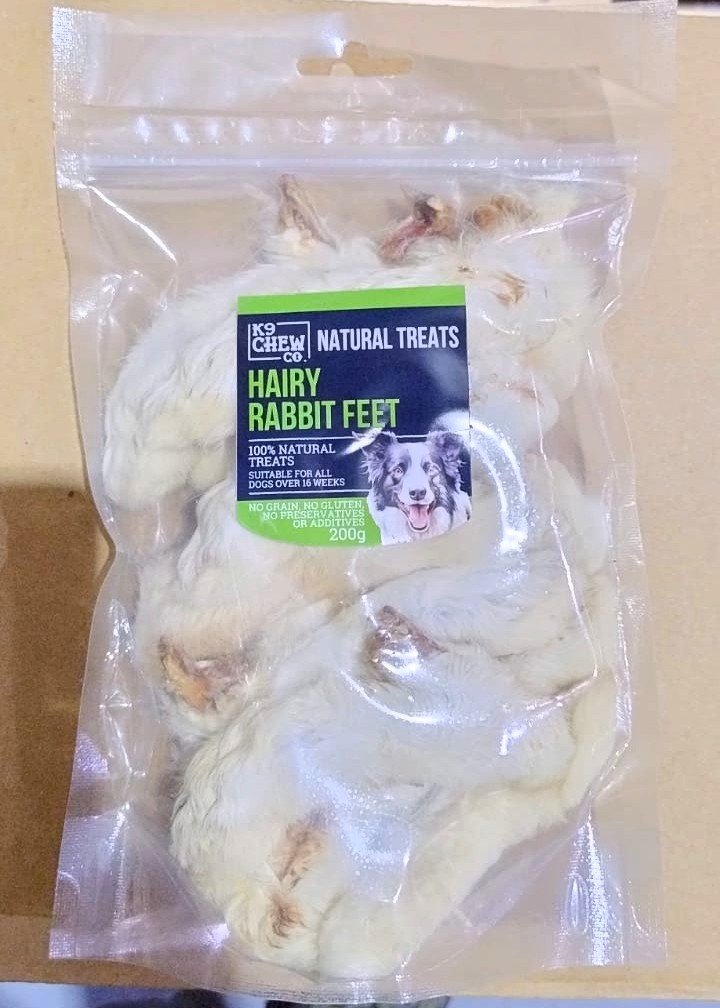 K9
CHEW
CO.
NATURAL TREATS
HAIRY
RABBIT FEET
100% NATURAL
TREATS
SUITABLE FOR ALL
DOGS OVER 16 WEEKS
NO GRAIN, NO GLUTEN,
NO PRESERVATIVES
OR ADDITIVES
200g